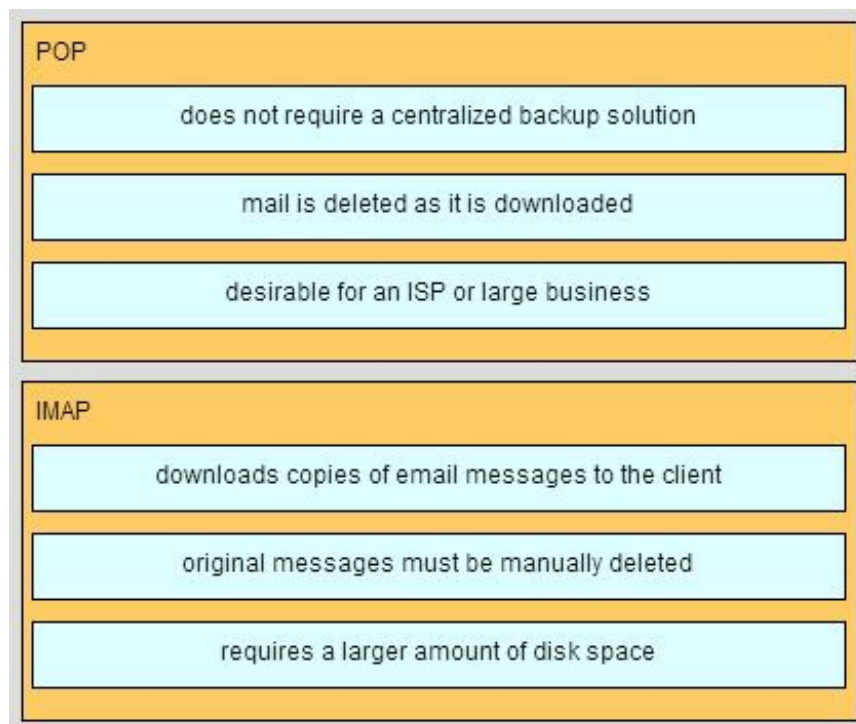 POP
does not require a centralized backup solution
mail is deleted as it is downloaded
desirable for an ISP or large business
IMAP
downloads copies of email messages to the client
original messages must be manually deleted
requires a larger amount of disk space